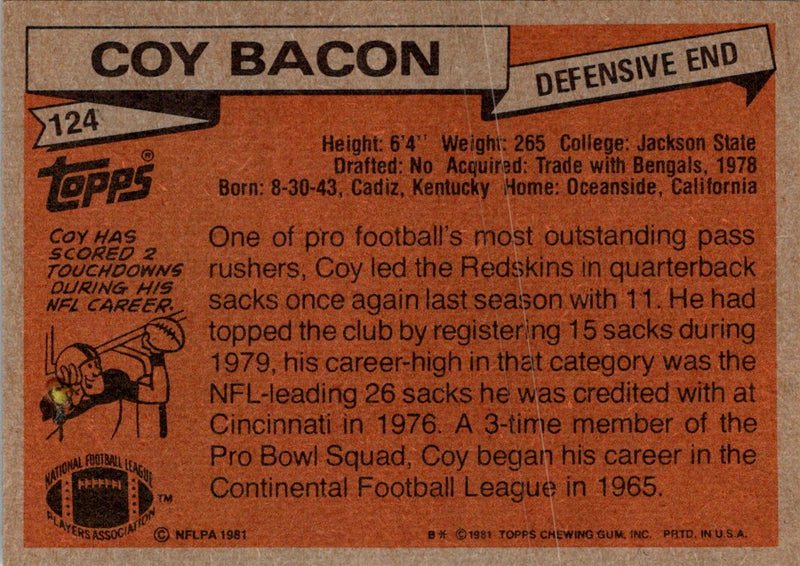 COY BACON
DEFENSIVE END
124
Topps®
Height: 6'4" Weight: 265 College: Jackson State
Drafted: No Acquired: Trade with Bengals, 1978
Born: 8-30-43, Cadiz, Kentucky Home: Oceanside, California
COY HAS
SCORED 2
TOUCHDOWNS
DURING HIS
NFL CAREER.
One of pro football's most outstanding pass
rushers, Coy led the Redskins in quarterback
sacks once again last season with 11. He had
topped the club by registering 15 sacks during
1979, his career-high in that category was the
NFL-leading 26 sacks he was credited with at
Cincinnati in 1976. A 3-time member of the
Pro Bowl Squad, Coy began his career in the
Continental Football League in 1965.
NATIONAL FOOTBALL LEAGUE
PLAYERS ASSOCIATION
TM
© NFLPA 1981
B* © 1981 TOPPS CHEWING GUM, INC. PRTD. IN U.S.A.